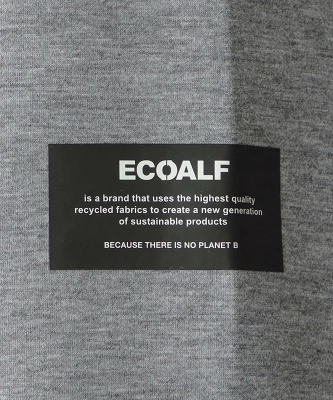 ECOALF
is a brand that uses the highest quality
recycled fabrics to create a new generation
of sustainable products
BECAUSE THERE IS NO PLANET B